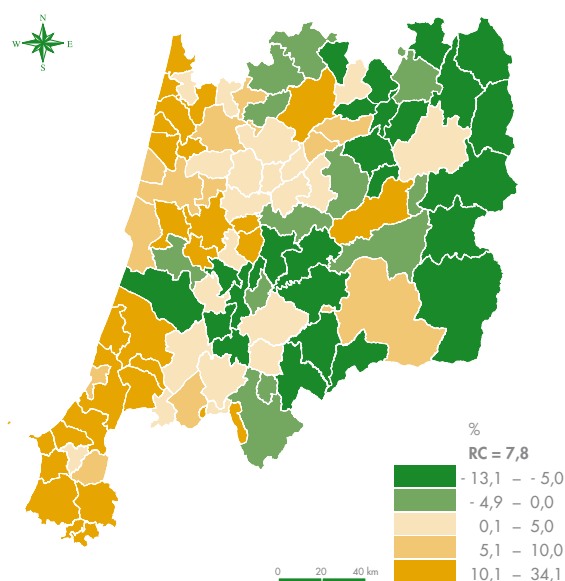 N
W E
S
%
RC = 7,8
- 13,1 – - 5,0
- 4,9 – 0,0
0,1 – 5,0
5,1 – 10,0
10,1 – 34,1
0 20 40 km